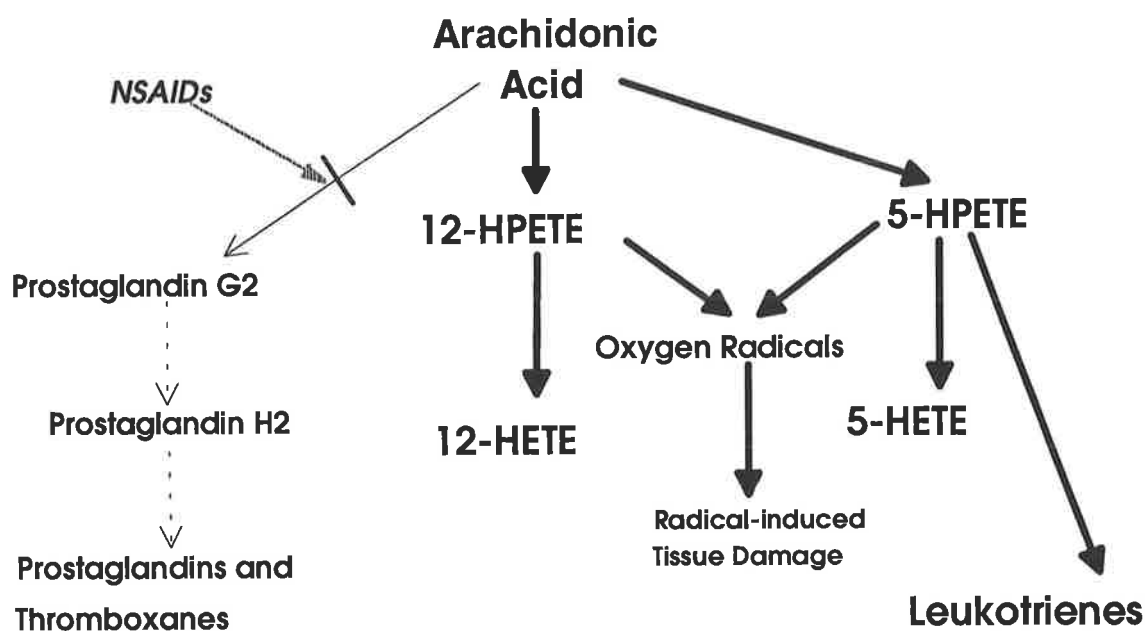 Arachidonic
Acid
NSAIDs
12-HPETE
5-HPETE
Prostaglandin G2
Oxygen Radicals
Prostaglandin H2
12-HETE
5-HETE
Radical-induced
Tissue Damage
Prostaglandins and
Thromboxanes
Leukotrienes